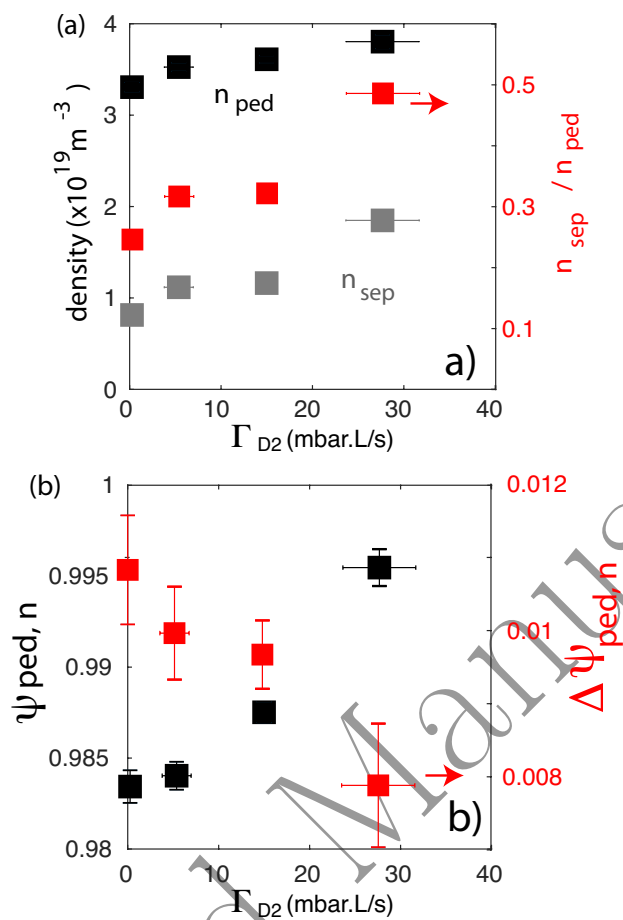 (a)
4
3
2
1
0
density (x10 19 m -3 )
n ped
n sep
0.5
0.3
0.1
n sep / n ped
a)
0 10 20 30 40
Γ D2 (mbar.L/s)
(b)
1
0.995
0.99
0.985
0.98
ψ ped, n
0.012
0.01
0.008
Δ ψ ped, n
b)
0 10 20 30 40
Γ D2 (mbar.L/s)
d Manus